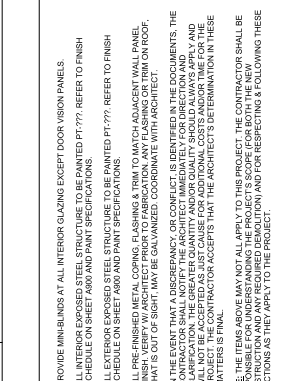 ROVIDE MINI-BLINDS AT ALL INTERIOR GLAZING EXCEPT DOOR VISION PANELS.
LL INTERIOR EXPOSED STEEL STRUCTURE TO BE PAINTED PT-???. REFER TO FINISH
CHEDULE ON SHEET A900 AND PAINT SPECIFICATIONS.
LL EXTERIOR EXPOSED STEEL STRUCTURE TO BE PAINTED PT-???. REFER TO FINISH
CHEDULE ON SHEET A900 AND PAINT SPECIFICATIONS.
LL PRE-FINISHED METAL COPING, FLASHING & TRIM TO MATCH ADJACENT WALL PANEL
INISH. VERIFY W/ ARCHITECT PRIOR TO FABRICATION. ANY FLASHING OR TRIM ON ROOF,
HAT IS OUT OF SIGHT, MAY BE GALVANIZED. COORDINATE WITH ARCHITECT.
N THE EVENT THAT A DISCREPANCY, OR CONFLICT, IS IDENTIFIED IN THE DOCUMENTS, THE
ONTRACTOR SHALL NOTIFY THE ARCHITECT IMMEDIATELY FOR DIRECTION AND
LARIFICATION. THE GREATER QUANTITY AND/OR QUALITY SHOULD ALWAYS APPLY AND
ILL NOT BE ACCEPTED AS JUST CAUSE FOR ADDITIONAL COSTS AND/OR TIME FOR THE
ROJECT. THE CONTRACTOR ACCEPTS THAT THE ARCHITECT'S DETERMINATION IN THESE
ATTERS IS FINAL.
E: THE ITEMS ABOVE MAY NOT ALL APPLY TO THIS PROJECT. THE CONTRACTOR SHALL BE
PONSIBLE FOR UNDERSTANDING THE PROJECT'S SCOPE (FOR BOTH THE NEW
STRUCTION AND ANY REQUIRED DEMOLITION) AND FOR RESPECTING & FOLLOWING THESE
CTIONS AS THEY APPLY TO THE PROJECT.